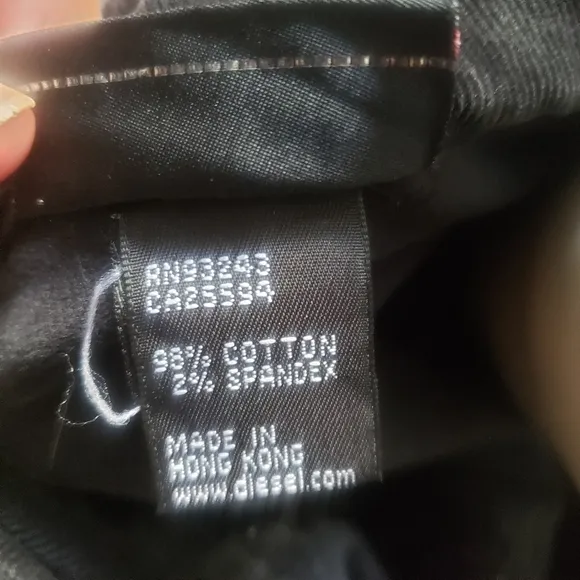 RN93243
CA25594
98% COTTON
2% SPANDEX
MADE IN
HONG KONG
www.diesel.com